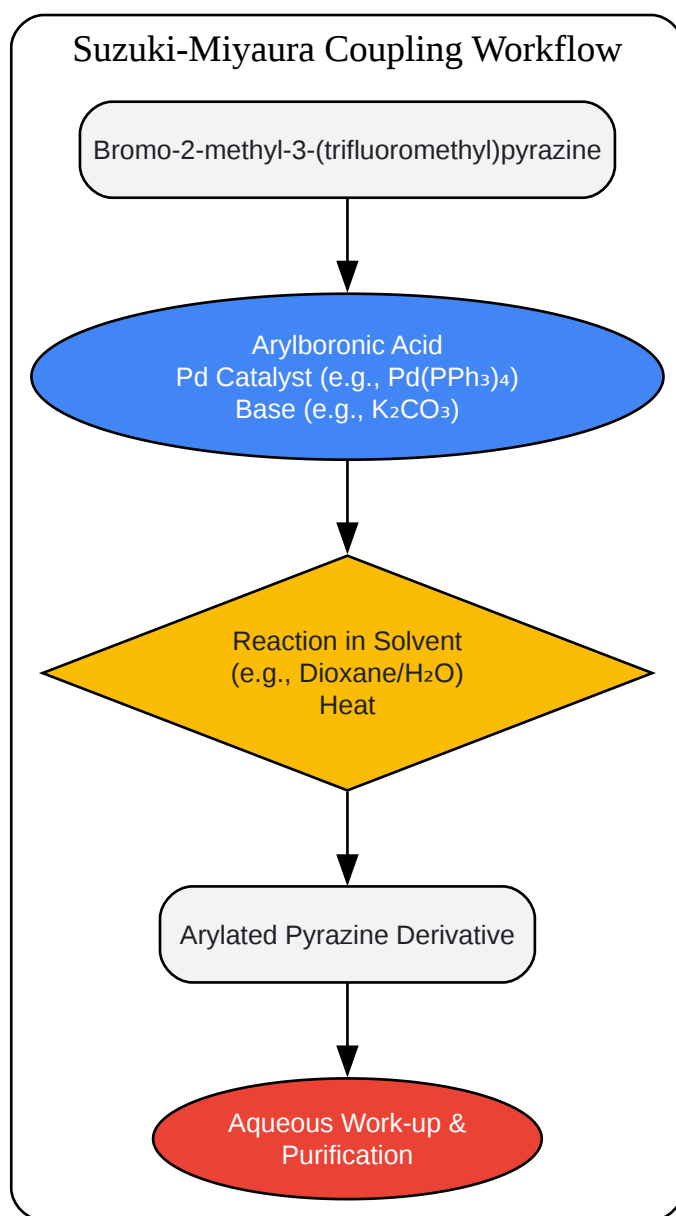 Suzuki-Miyaura Coupling Workflow
Bromo-2-methyl-3-(trifluoromethyl)pyrazine
Arylboronic Acid
Pd Catalyst (e.g., Pd(PPh₃)₄)
Base (e.g., K₂CO₃)
Reaction in Solvent
(e.g., Dioxane/H₂O)
Heat
Arylated Pyrazine Derivative
Aqueous Work-up &
Purification